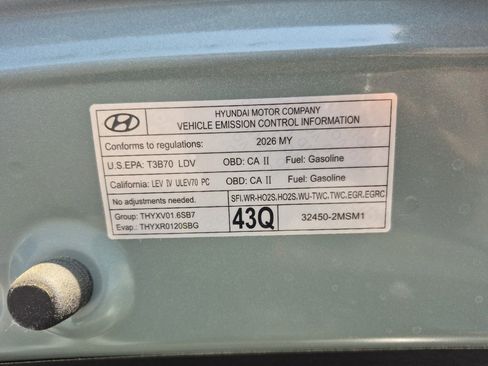 HYUNDAI MOTOR COMPANY
VEHICLE EMISSION CONTROL INFORMATION
Conforms to regulations: 2026 MY
U.S.EPA: T3B70 LDV OBD: CA II Fuel: Gasoline
California: LEV IV ULEV70 PC OBD: CA II Fuel: Gasoline
No adjustments needed. SFI.WR-HO2S.HO2S.WU-TWC.TWC.EGR.EGRC
Group: THYXV01.6SB7
Evap.: THYXR0120SBG
43Q 32450-2MSM1